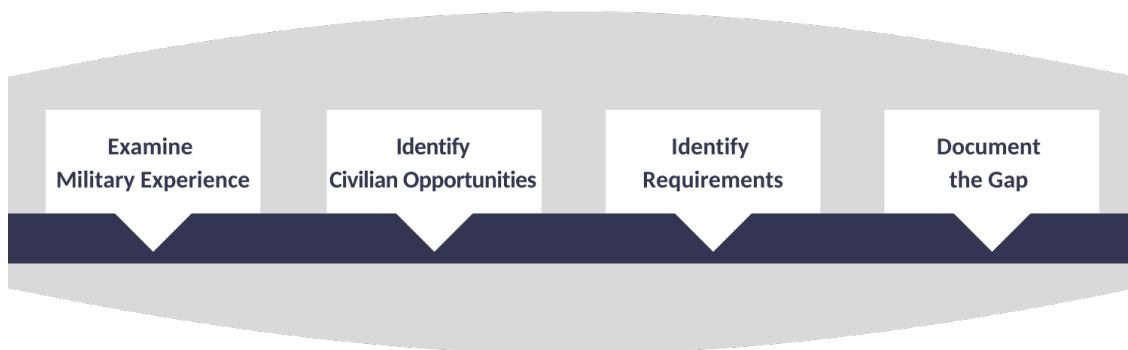 Examine
Military Experience
Identify
Civilian Opportunities
Identify
Requirements
Document
the Gap